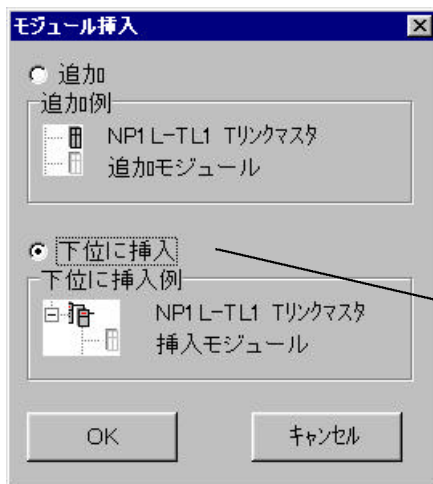 モジュール挿入
追加
追加例
NP1L-TL1 Tリンクマスタ
追加モジュール
下位に挿入
下位に挿入例
NP1L-TL1 Tリンクマスタ
挿入モジュール
OK
キャンセル